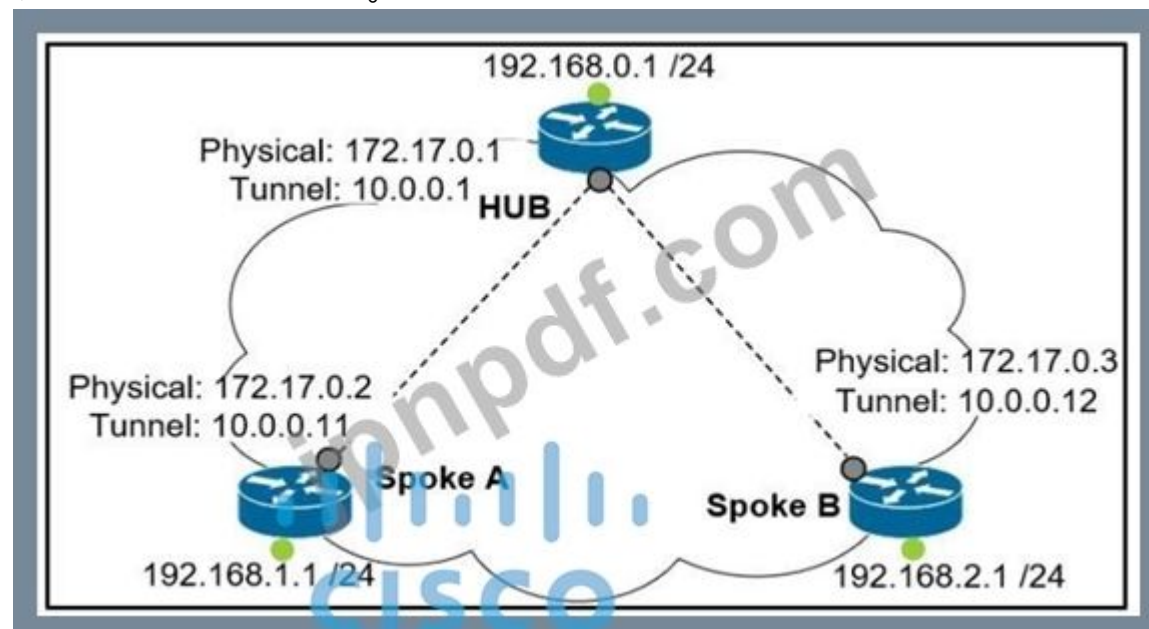 192.168.0.1 /24
Physical: 172.17.0.1
Tunnel: 10.0.0.1
HUB
ipnpdf.com
Physical: 172.17.0.3
Tunnel: 10.0.0.12
Physical: 172.17.0.2
Tunnel: 10.0.0.11
Spoke A
Spoke B
192.168.1.1 /24
192.168.2.1 /24
CISCO